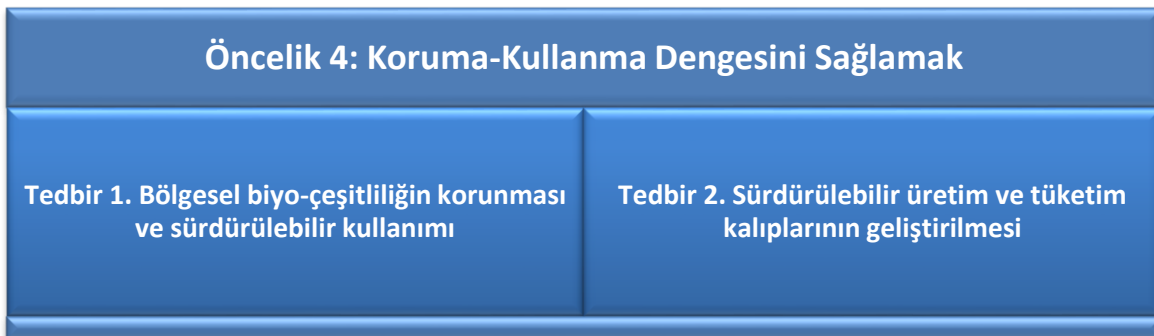 Öncelik 4: Koruma-Kullanma Dengesini Sağlamak
Tedbir 1. Bölgesel biyo-çeşitliliğin korunması
ve sürdürülebilir kullanımı
Tedbir 2. Sürdürülebilir üretim ve tüketim
kalıplarının geliştirilmesi